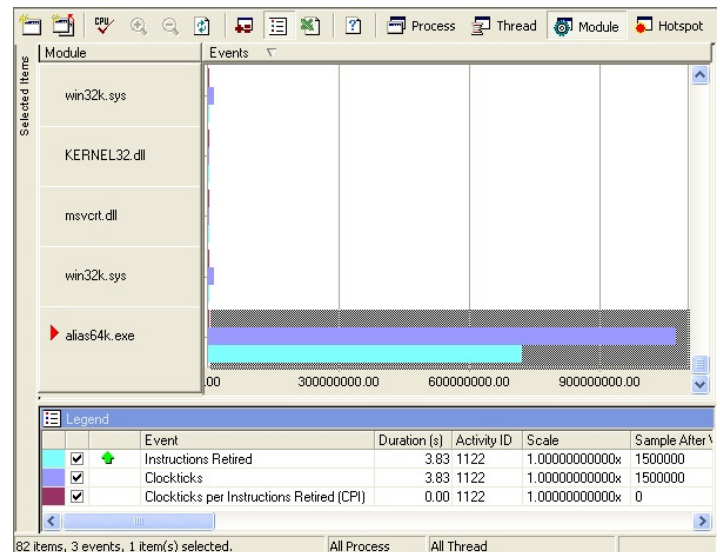 CPU
Process Thread Module Hotspot
Selected Items
Module Events
win32k.sys
KERNEL32.dll
msvcrt.dll
win32k.sys
alias64k.exe
.00 300000000.00 600000000.00 900000000.00
Legend
Event Duration (s) Activity ID Scale Sample After
Instructions Retired 3.83 1122 1.00000000000x 1500000
Clockticks 3.83 1122 1.00000000000x 1500000
Clockticks per Instructions Retired (CPI) 0.00 1122 1.00000000000x 0
82 items, 3 events, 1 item(s) selected. All Process All Thread